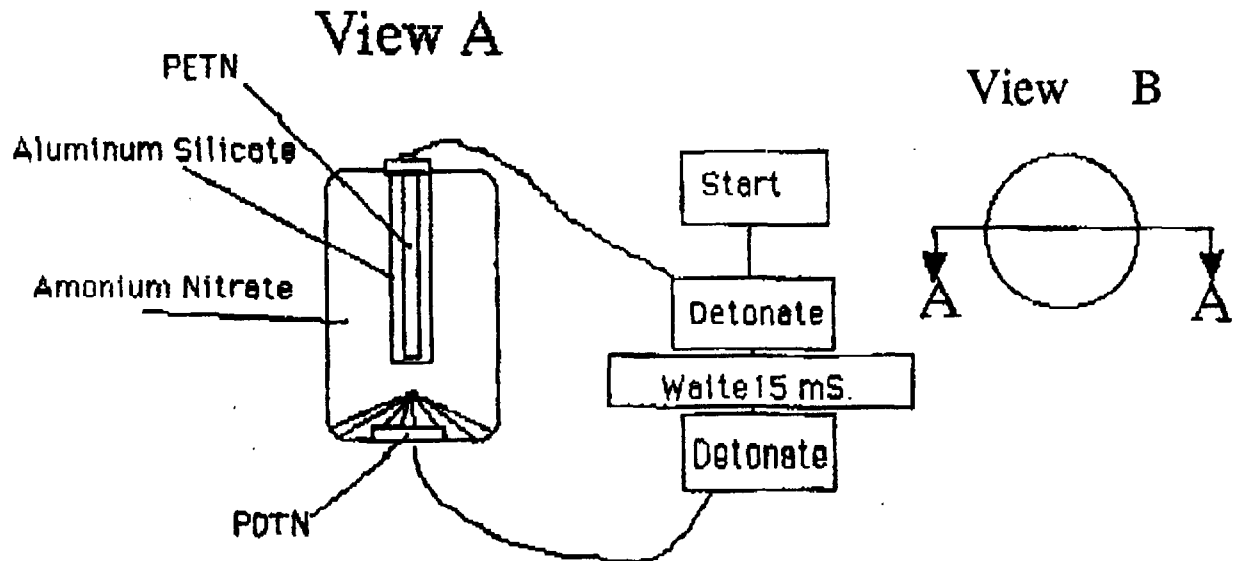 View A
PETN
View B
Aluminum Silicate
Start
Amonium Nitrate
Detonate
A
A
Waite15 mS.
Detonate
PDTN